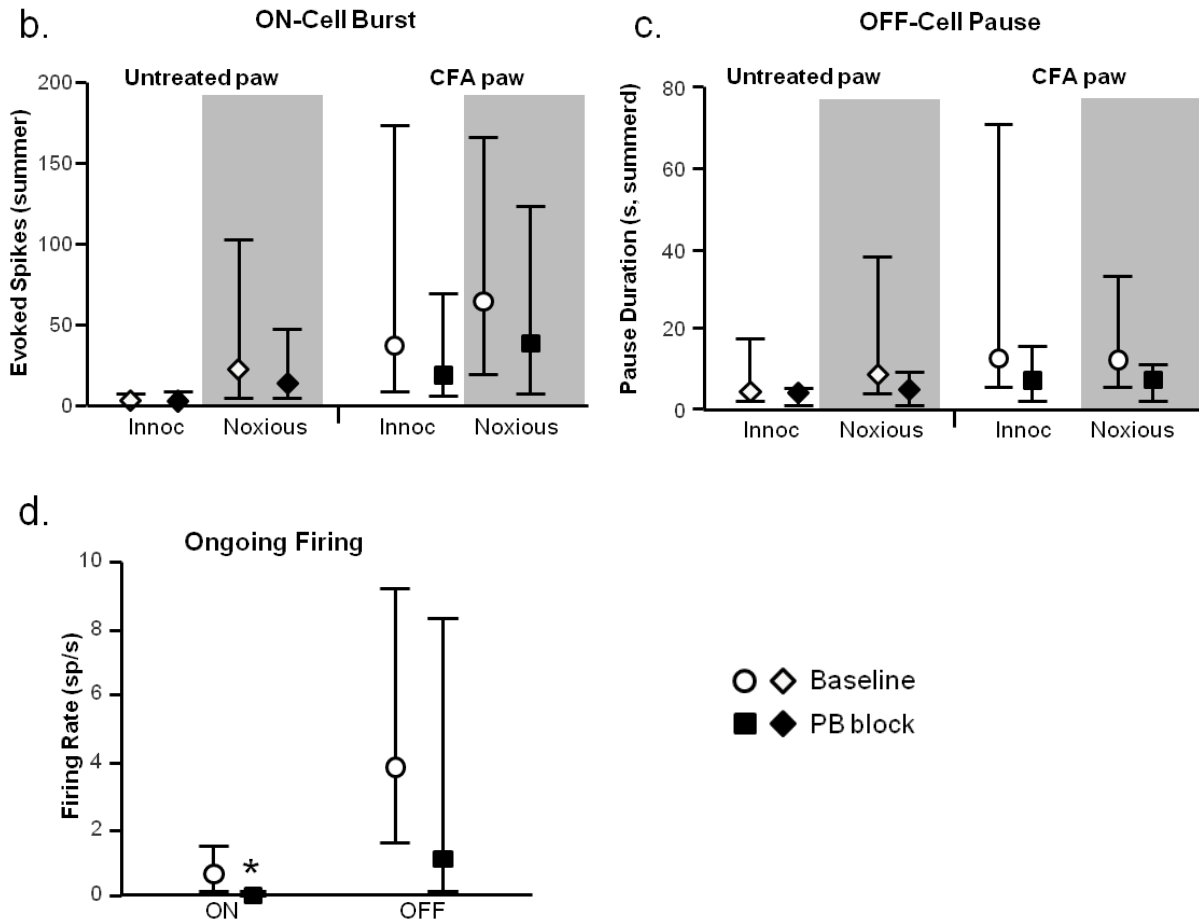 b.
ON-Cell Burst
Untreated paw
CFA paw
Evoked Spikes (summer)
200
150
100
50
0
Innoc
Noxious
Innoc
Noxious
c.
OFF-Cell Pause
Untreated paw
CFA paw
Pause Duration (s, summerd)
80
60
40
20
0
Innoc
Noxious
Innoc
Noxious
d.
Ongoing Firing
Firing Rate (sp/s)
10
8
6
4
2
0
*
ON
OFF
Baseline
PB block